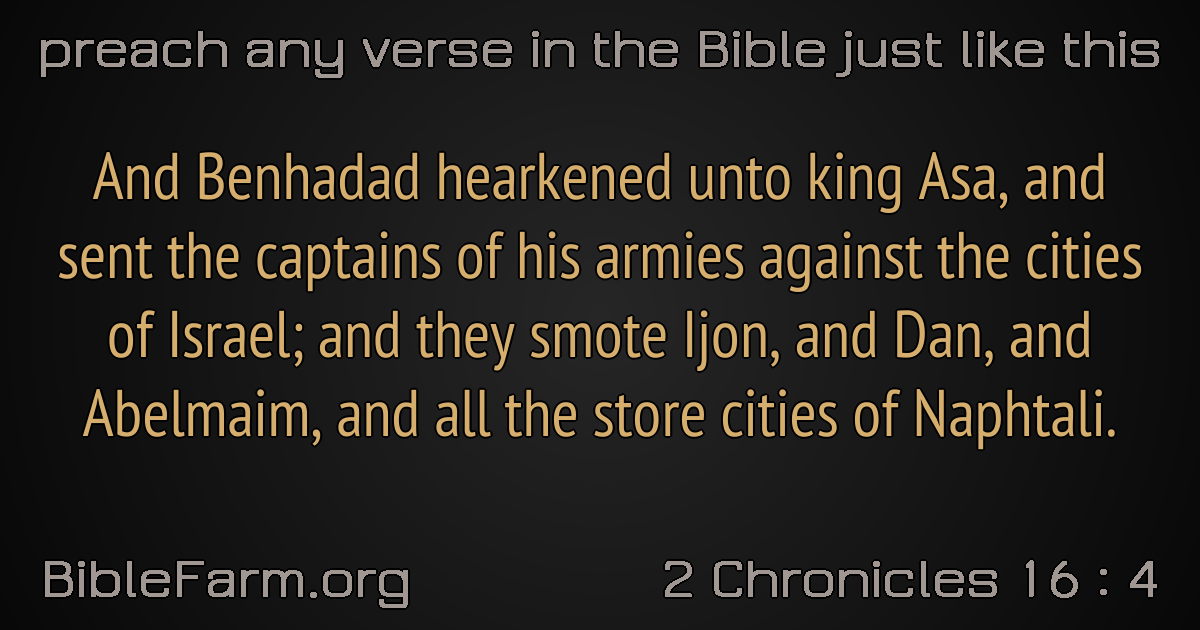 preach any verse in the Bible just like this
And Benhadad hearkened unto king Asa, and
sent the captains of his armies against the cities
of Israel; and they smote Ijon, and Dan, and
Abelmaim, and all the store cities of Naphtali.
BibleFarm.org
2 Chronicles 16 : 4